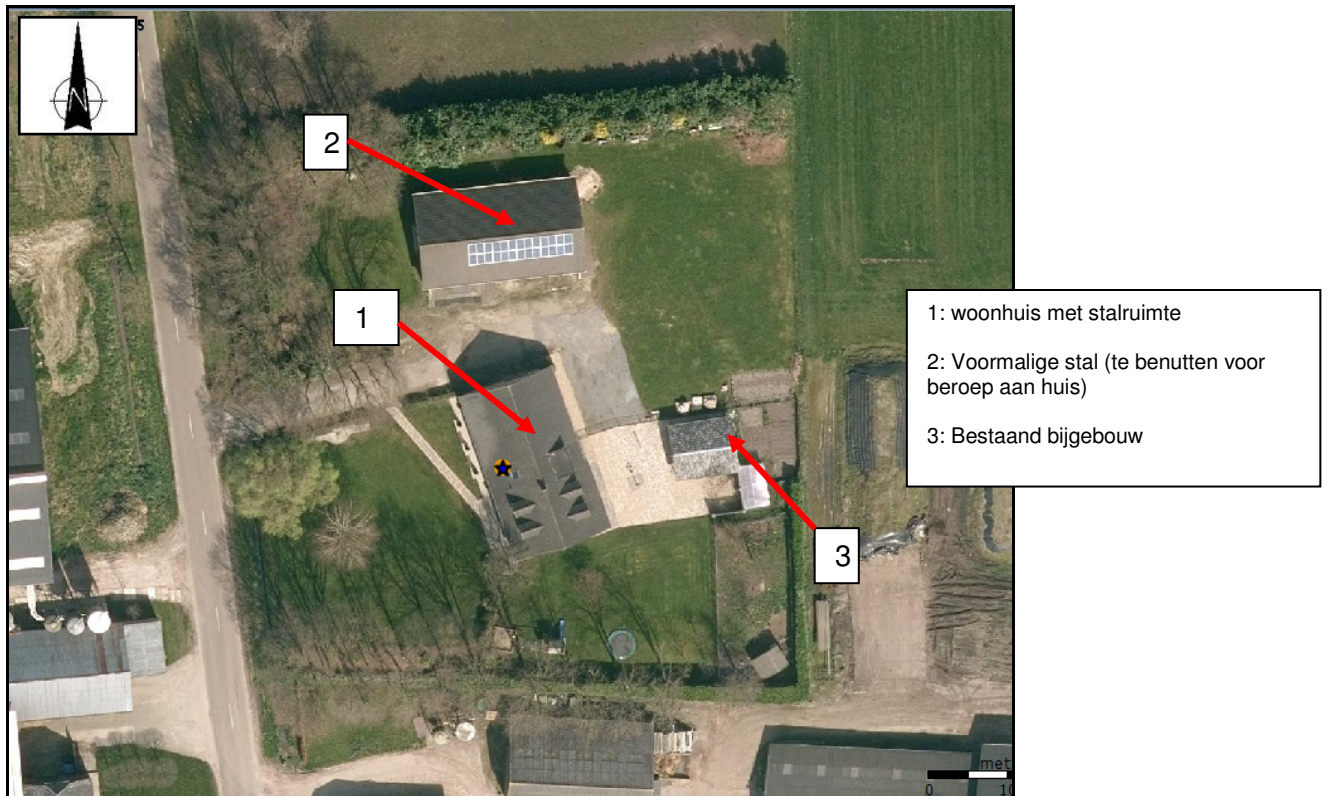 5
N
2
1
1: woonhuis met stalruimte
2: Voormalige stal (te benutten voor
beroep aan huis)
3: Bestaand bijgebouw
3
met
0 10